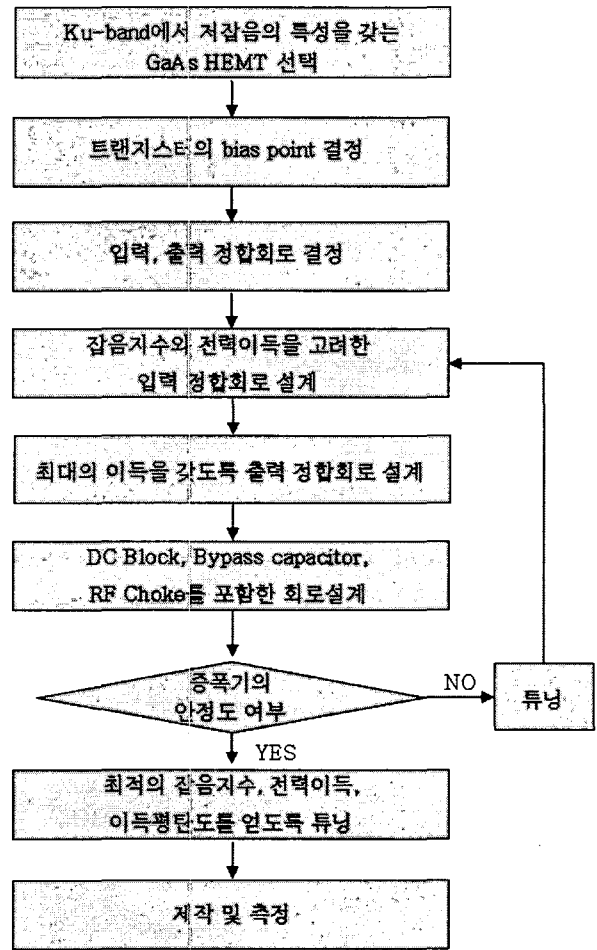 Ku-band에서 저잡음의 특성을 갖는
GaAs HEMT 선택
트랜지스터의 bias point 결정
입력, 출력 정합회로 결정
잡음지수와 전력이득을 고려한
입력 정합회로 설계
최대의 이득을 갖도록 출력 정합회로 설계
DC Block, Bypass capacitor,
RF Choke를 포함한 회로설계
증폭기의
안정도 여부
NO
튜닝
YES
최적의 잡음지수, 전력이득,
이득평탄도를 얻도록 튜닝
제작 및 측정